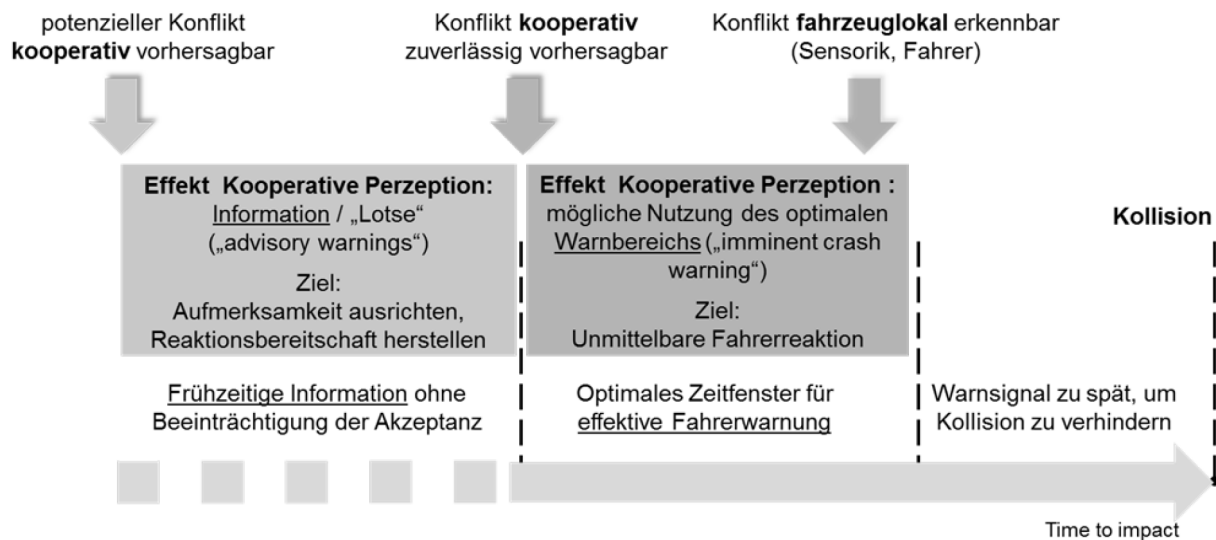 potenzieller Konflikt
kooperativ vorhersagbar
Konflikt kooperativ
zuverlässig vorhersagbar
Konflikt fahrzeuglokal erkennbar
(Sensorik, Fahrer)
Effekt Kooperative Perzeption:
Information / „Lotse“
(„advisory warnings“)
Ziel:
Aufmerksamkeit ausrichten,
Reaktionsbereitschaft herstellen
Effekt Kooperative Perzeption :
mögliche Nutzung des optimalen
Warnbereichs („imminent crash
warning“)
Ziel:
Unmittelbare Fahrerreaktion
Kollision
Frühzeitige Information ohne
Beeinträchtigung der Akzeptanz
Optimales Zeitfenster für
effektive Fahrerwarnung
Warnsignal zu spät, um
Kollision zu verhindern
Time to impact